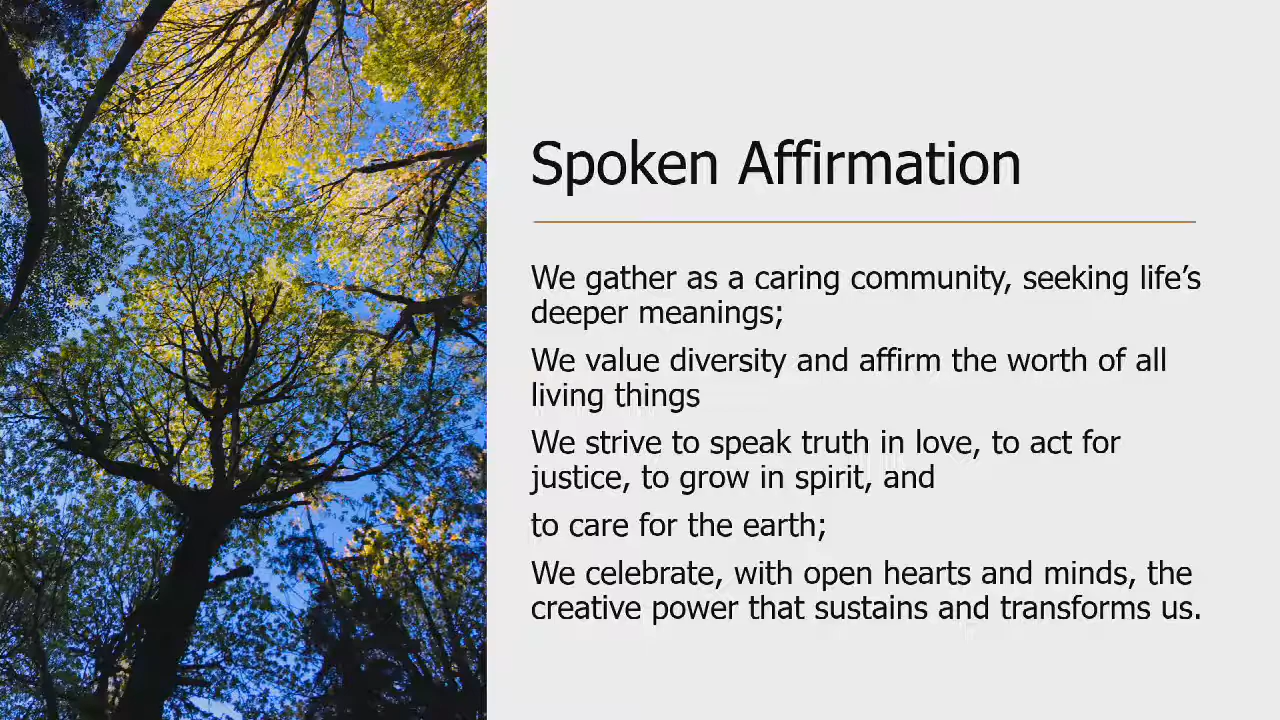 Spoken Affirmation
We gather as a caring community, seeking life’s
deeper meanings;
We value diversity and affirm the worth of all
living things
We strive to speak truth in love, to act for
justice, to grow in spirit, and
to care for the earth;
We celebrate, with open hearts and minds, the
creative power that sustains and transforms us.